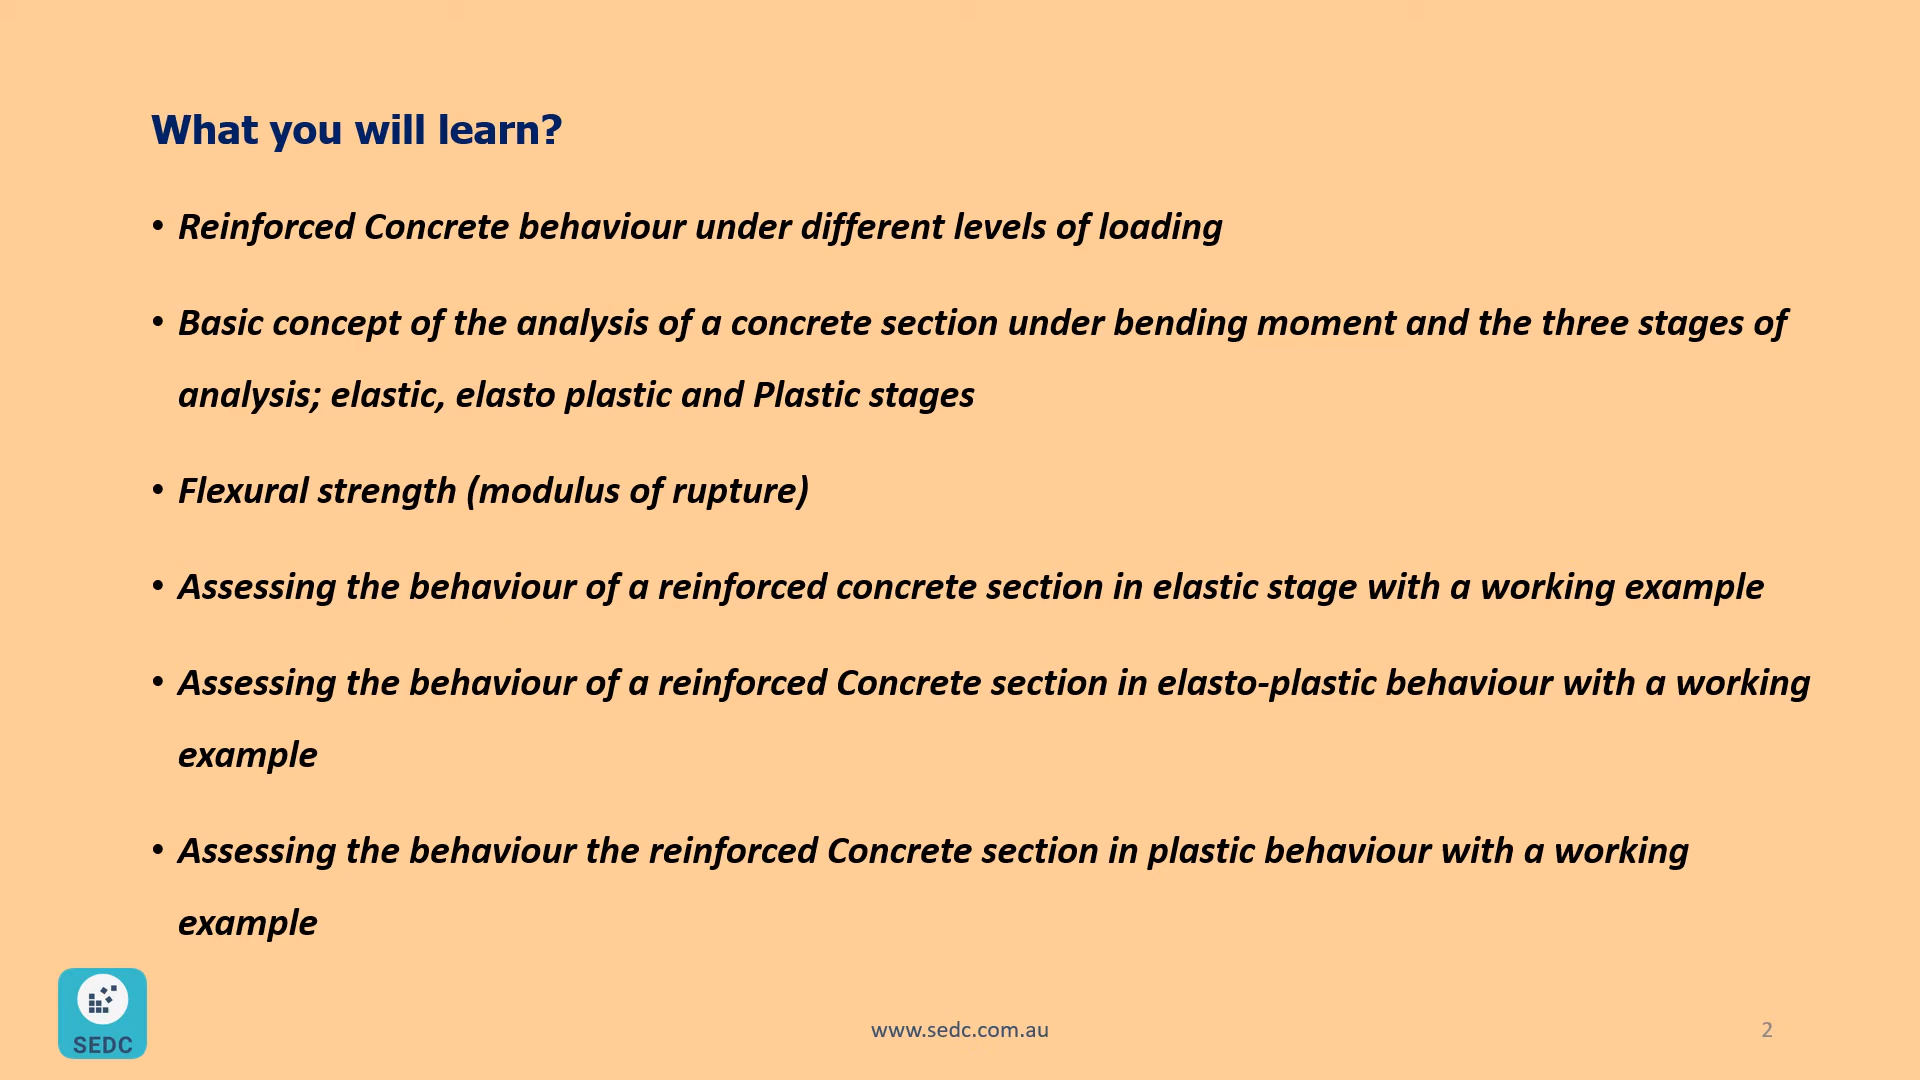 What you will learn?
• Reinforced Concrete behaviour under different levels of loading
• Basic concept of the analysis of a concrete section under bending moment and the three stages of
analysis; elastic, elasto plastic and Plastic stages
• Flexural strength (modulus of rupture)
• Assessing the behaviour of a reinforced concrete section in elastic stage with a working example
• Assessing the behaviour of a reinforced Concrete section in elasto-plastic behaviour with a working
example
• Assessing the behaviour the reinforced Concrete section in plastic behaviour with a working
example
SEDC
www.sedc.com.au
2